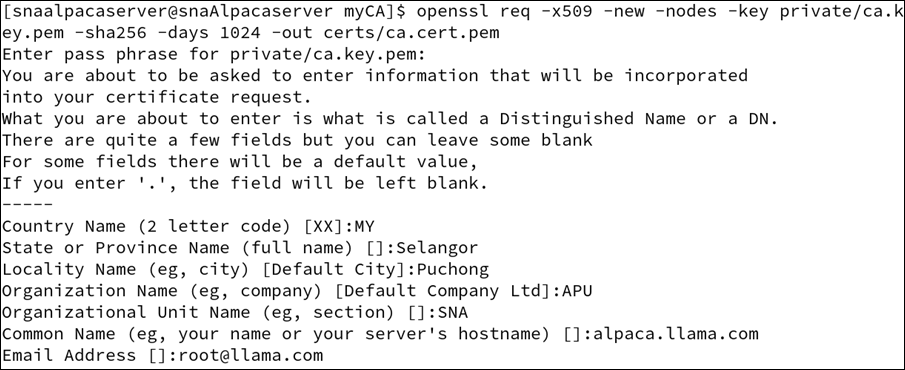 [snaalpacaserver@snaAlpacaserver myCA]$ openssl req -x509 -new -nodes -key private/ca.k
ey.pem -sha256 -days 1024 -out certs/ca.cert.pem
Enter pass phrase for private/ca.key.pem:
You are about to be asked to enter information that will be incorporated
into your certificate request.
What you are about to enter is what is called a Distinguished Name or a DN.
There are quite a few fields but you can leave some blank
For some fields there will be a default value,
If you enter '.', the field will be left blank.
-----
Country Name (2 letter code) [XX]:MY
State or Province Name (full name) []:Selangor
Locality Name (eg, city) [Default City]:Puchong
Organization Name (eg, company) [Default Company Ltd]:APU
Organizational Unit Name (eg, section) []:SNA
Common Name (eg, your name or your server's hostname) []:alpaca.llama.com
Email Address []:root@llama.com